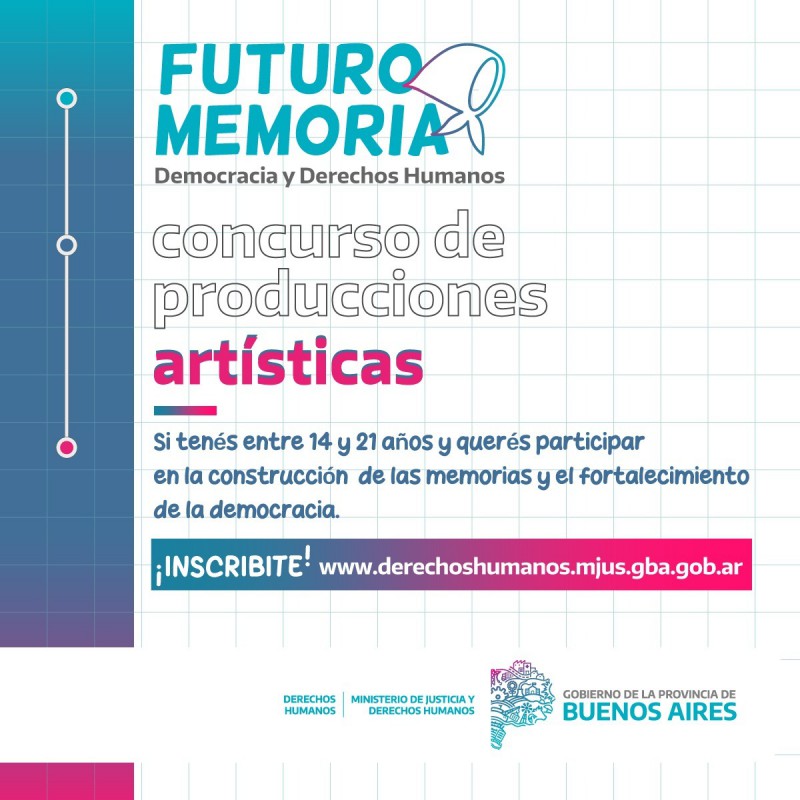 FUTURO
MEMORIA
Democracia y Derechos Humanos
concurso de
producciones
artísticas
Si tenés entre 14 y 21 años y querés participar
en la construcción de las memorias y el fortalecimiento
de la democracia.
¡INSCRIBITE! www.derechoshumanos.mjus.gba.gob.ar
DERECHOS
HUMANOS
MINISTERIO DE JUSTICIA Y
DERECHOS HUMANOS
GOBIERNO DE LA PROVINCIA DE
BUENOS AIRES